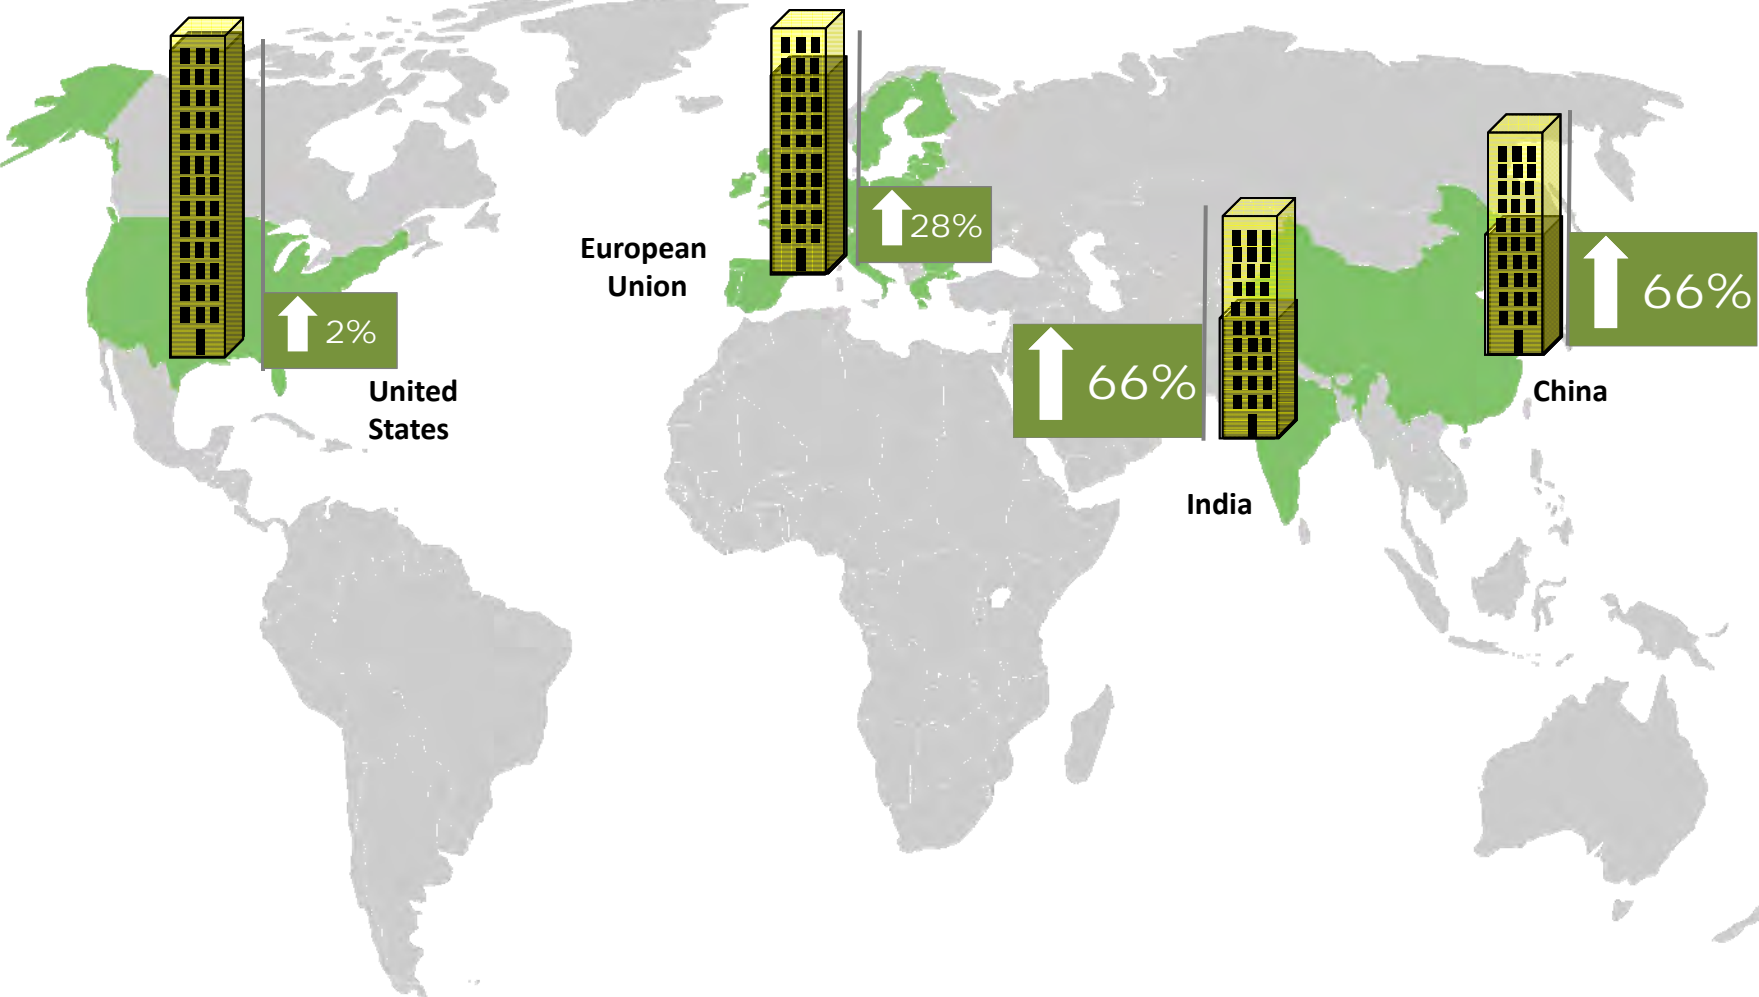 European
Union
28%
2%
United
States
66%
India
66%
China